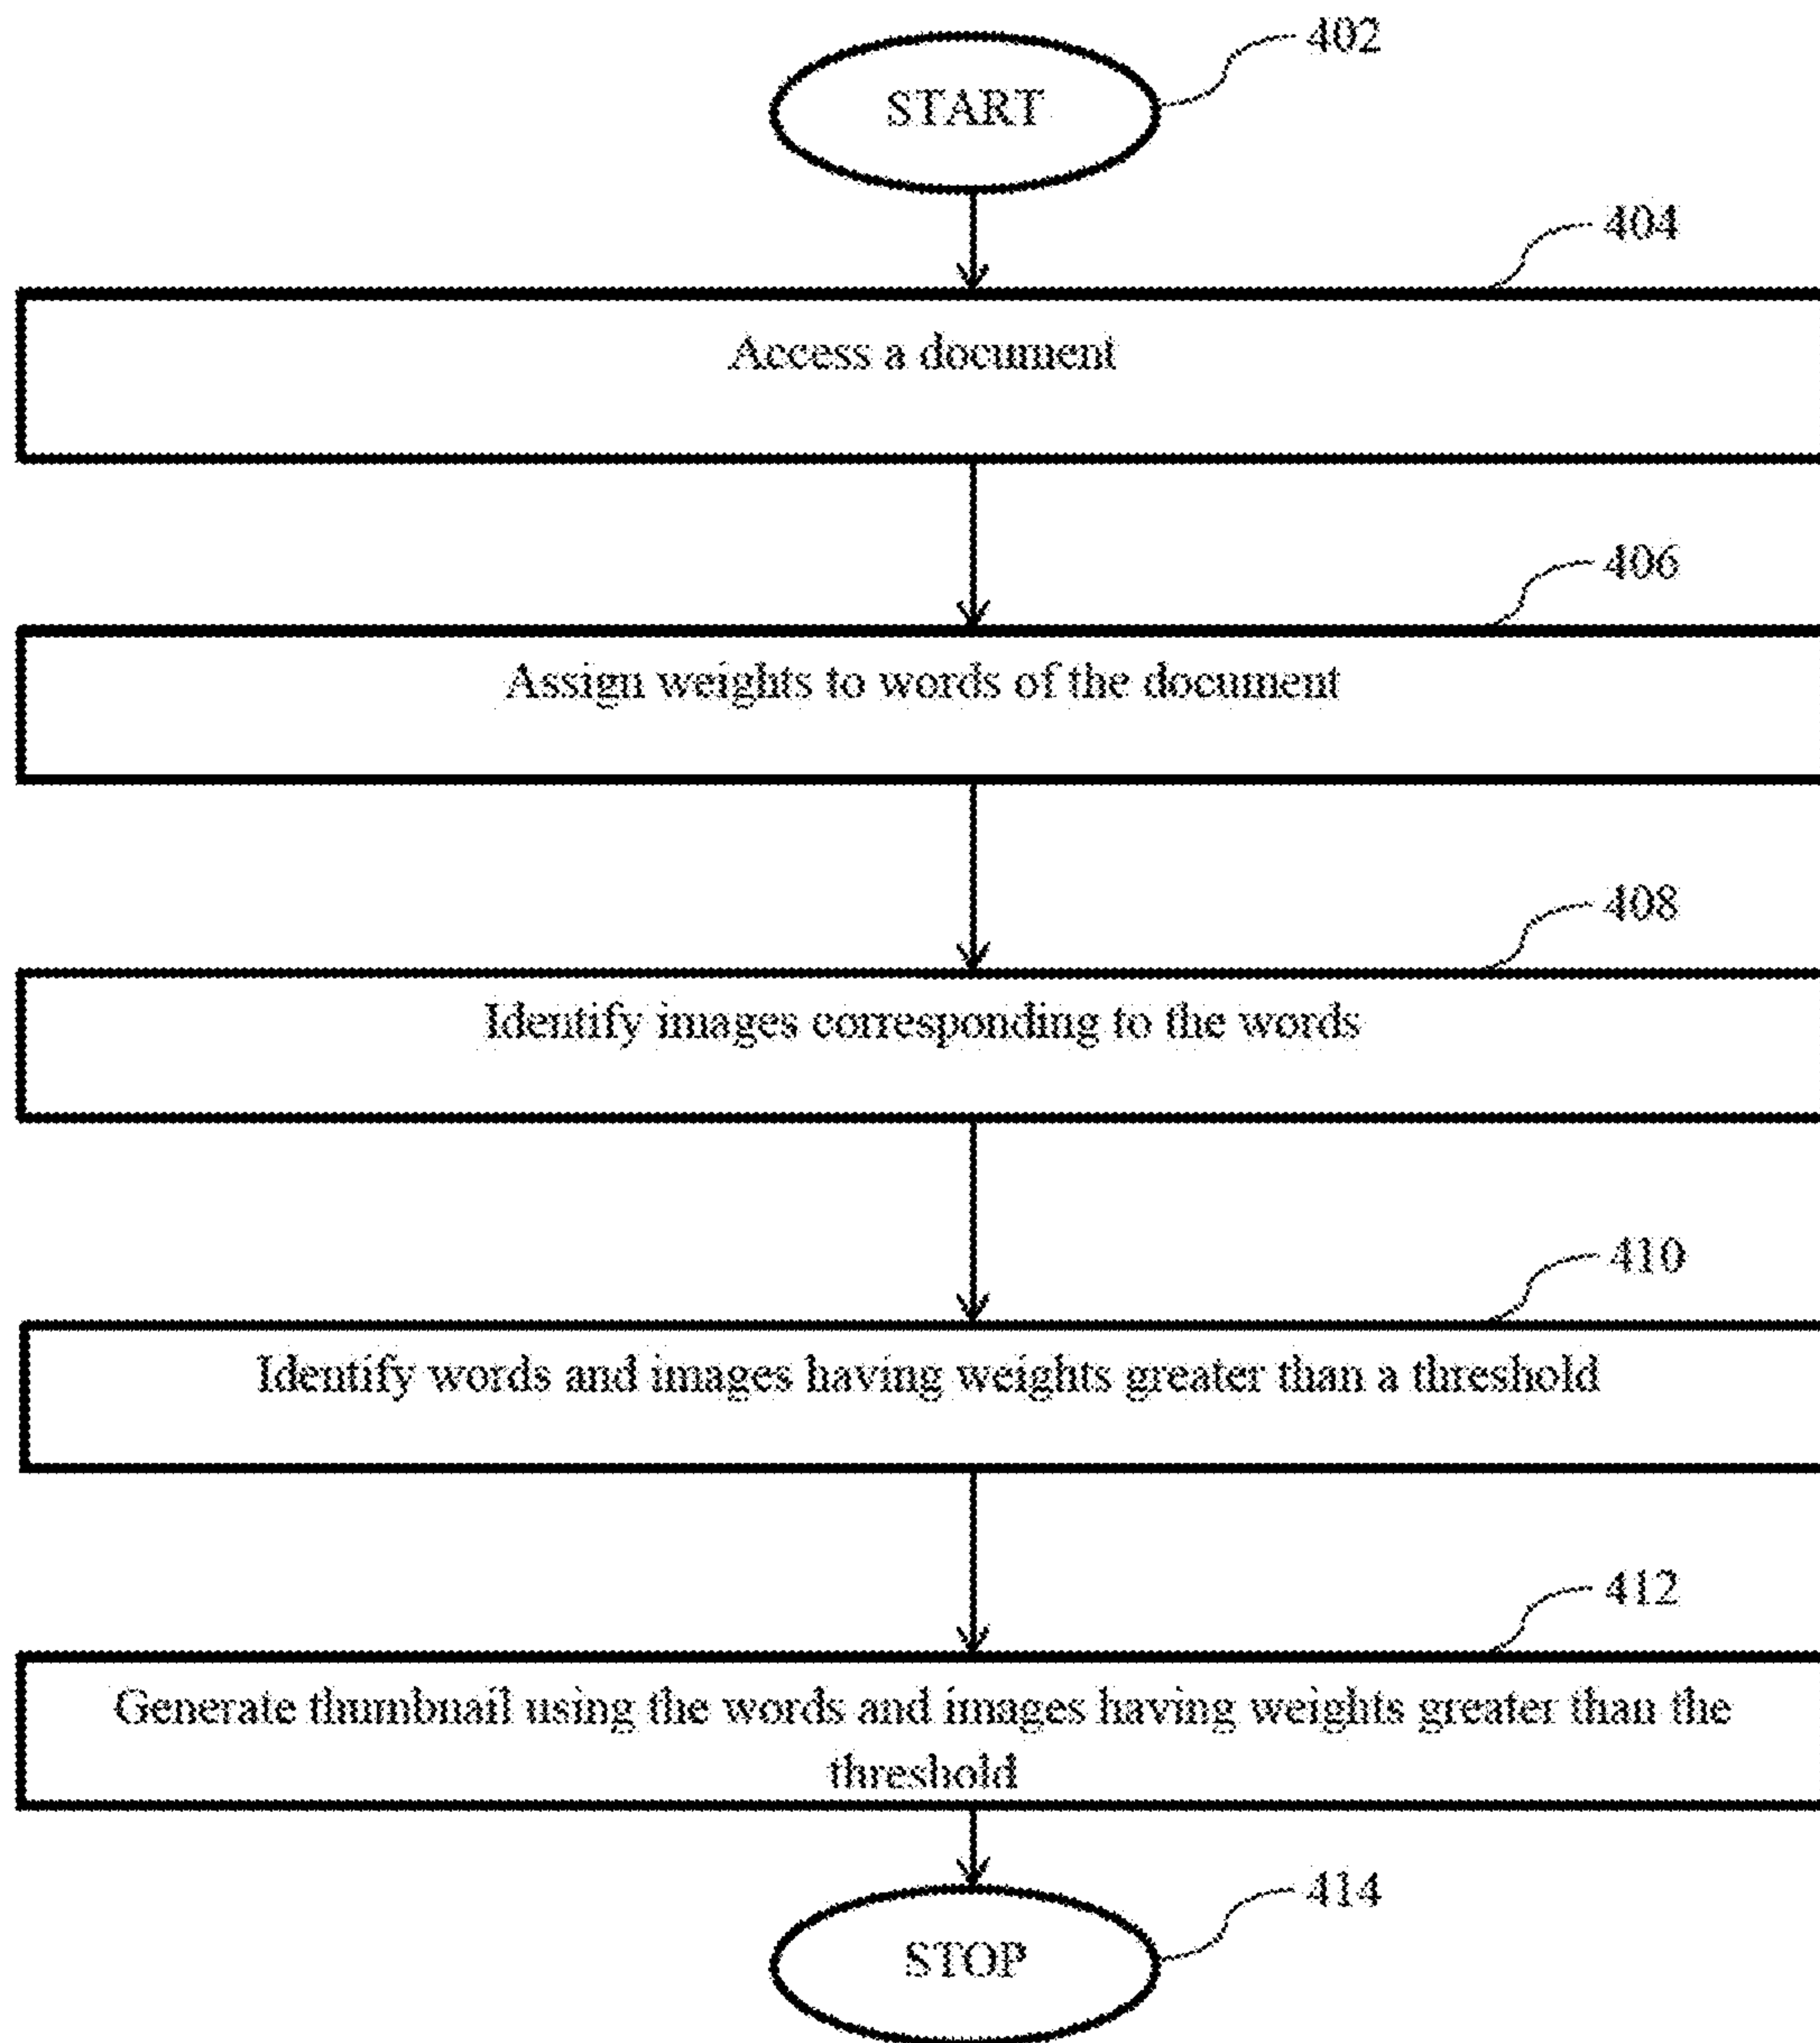 402
START
404
Access a document
406
Assign weights to words of the document
408
Identify images corresponding to the words
410
Identify words and images having weights greater than a threshold
412
Generate thumbnail using the words and images having weights greater than the
threshold
414
STOP